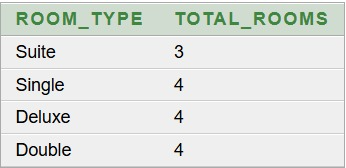 ROOM_TYPE TOTAL_ROOMS
Suite 3
Single 4
Deluxe 4
Double 4